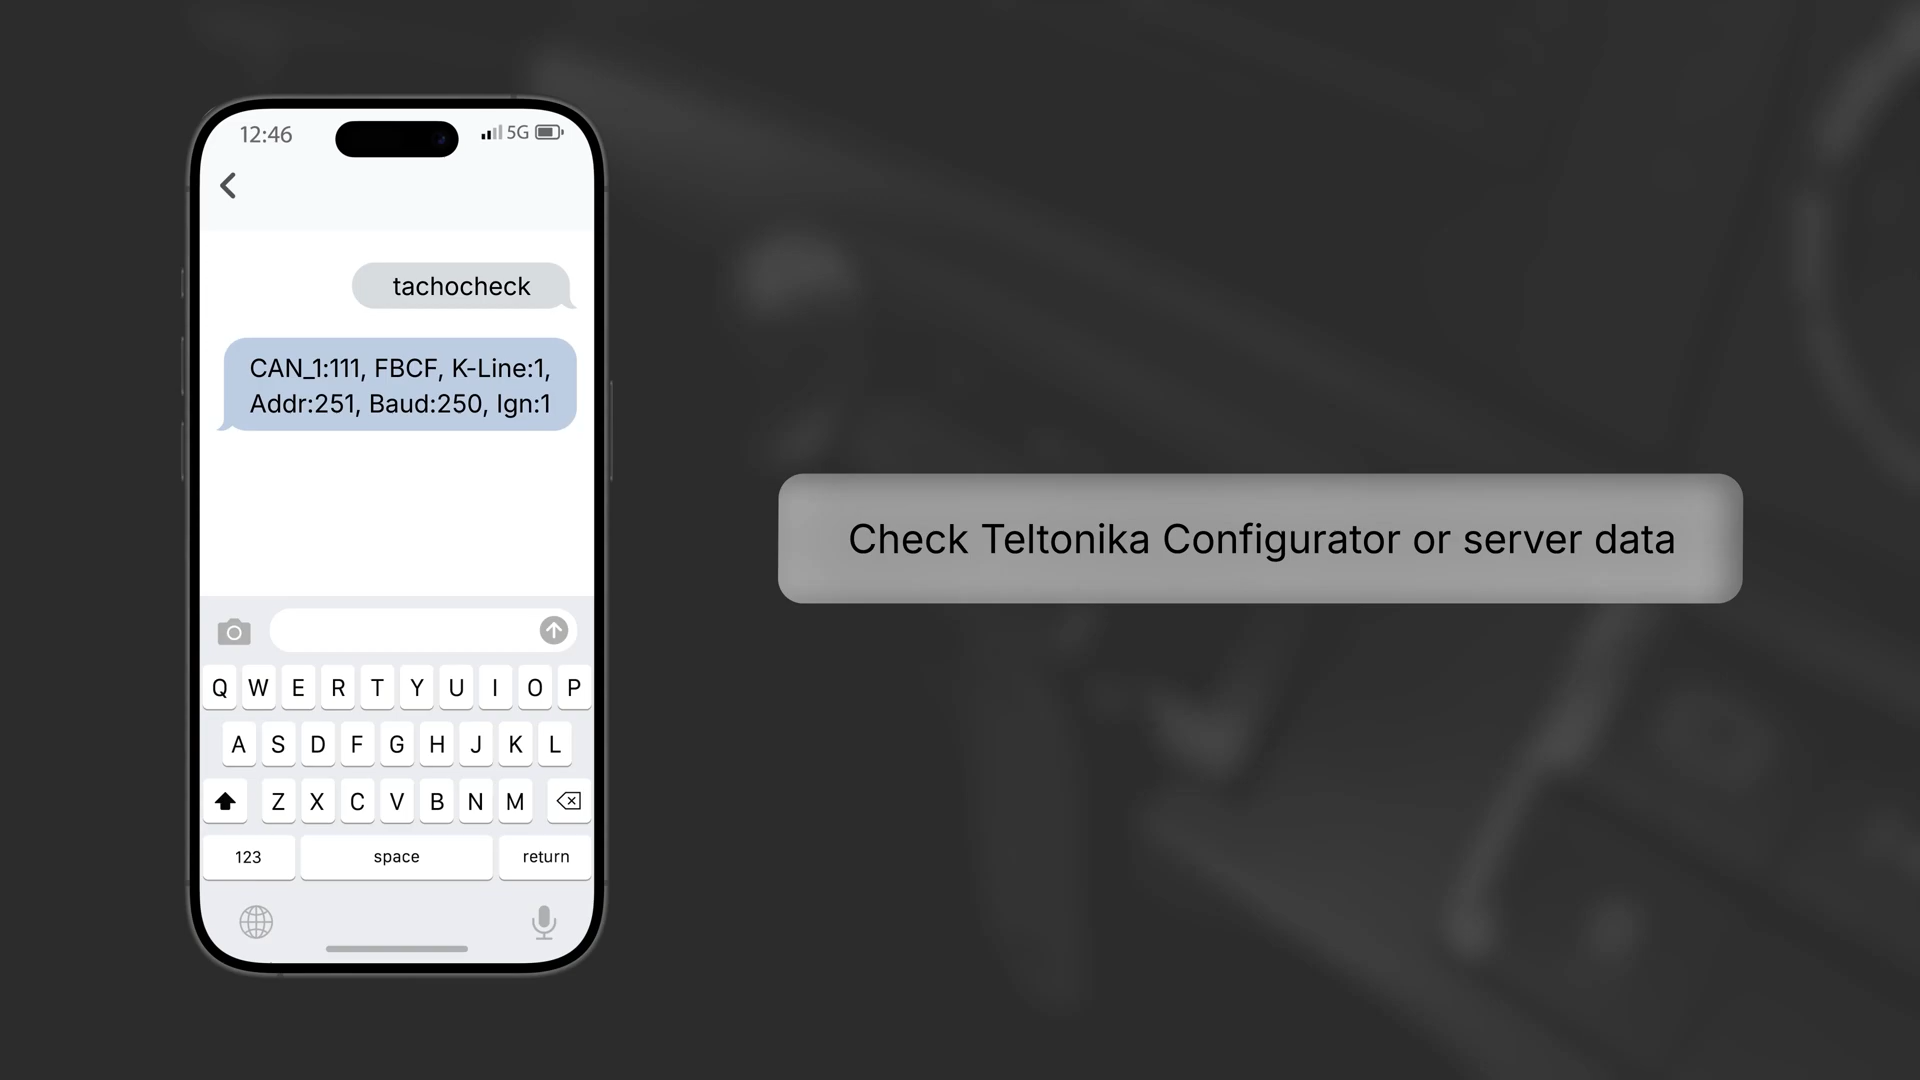 12:46
5G
tachocheck
CAN_1:111, FBCF, K-Line:1,
Addr:251, Baud:250, Ign:1
Check Teltonika Configurator or server data
Q W E R T Y U I O P
A S D F G H J K L
Z X C V B N M
123 space return